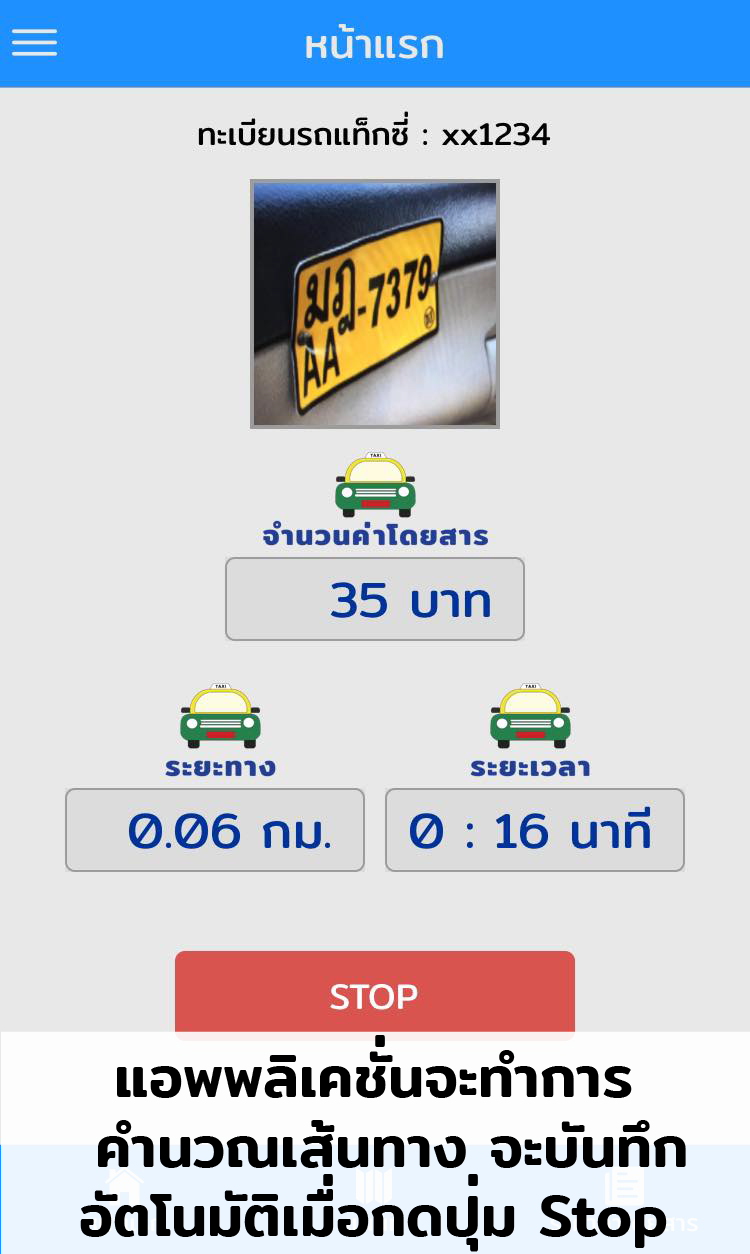 หน้าแรก
ทะเบียนรถแท็กซี่ : xx1234
มฎ-7379
AA
TAXI
จำนวนค่าโดยสาร
35 บาท
TAXI
TAXI
ระยะทาง
ระยะเวลา
0.06 กม.
0 : 16 นาที
STOP
แอพพลิเคชั่นจะทำการ
คำนวณเส้นทาง จะบันทึก
อัตโนมัติเมื่อกดปุ่ม Stop